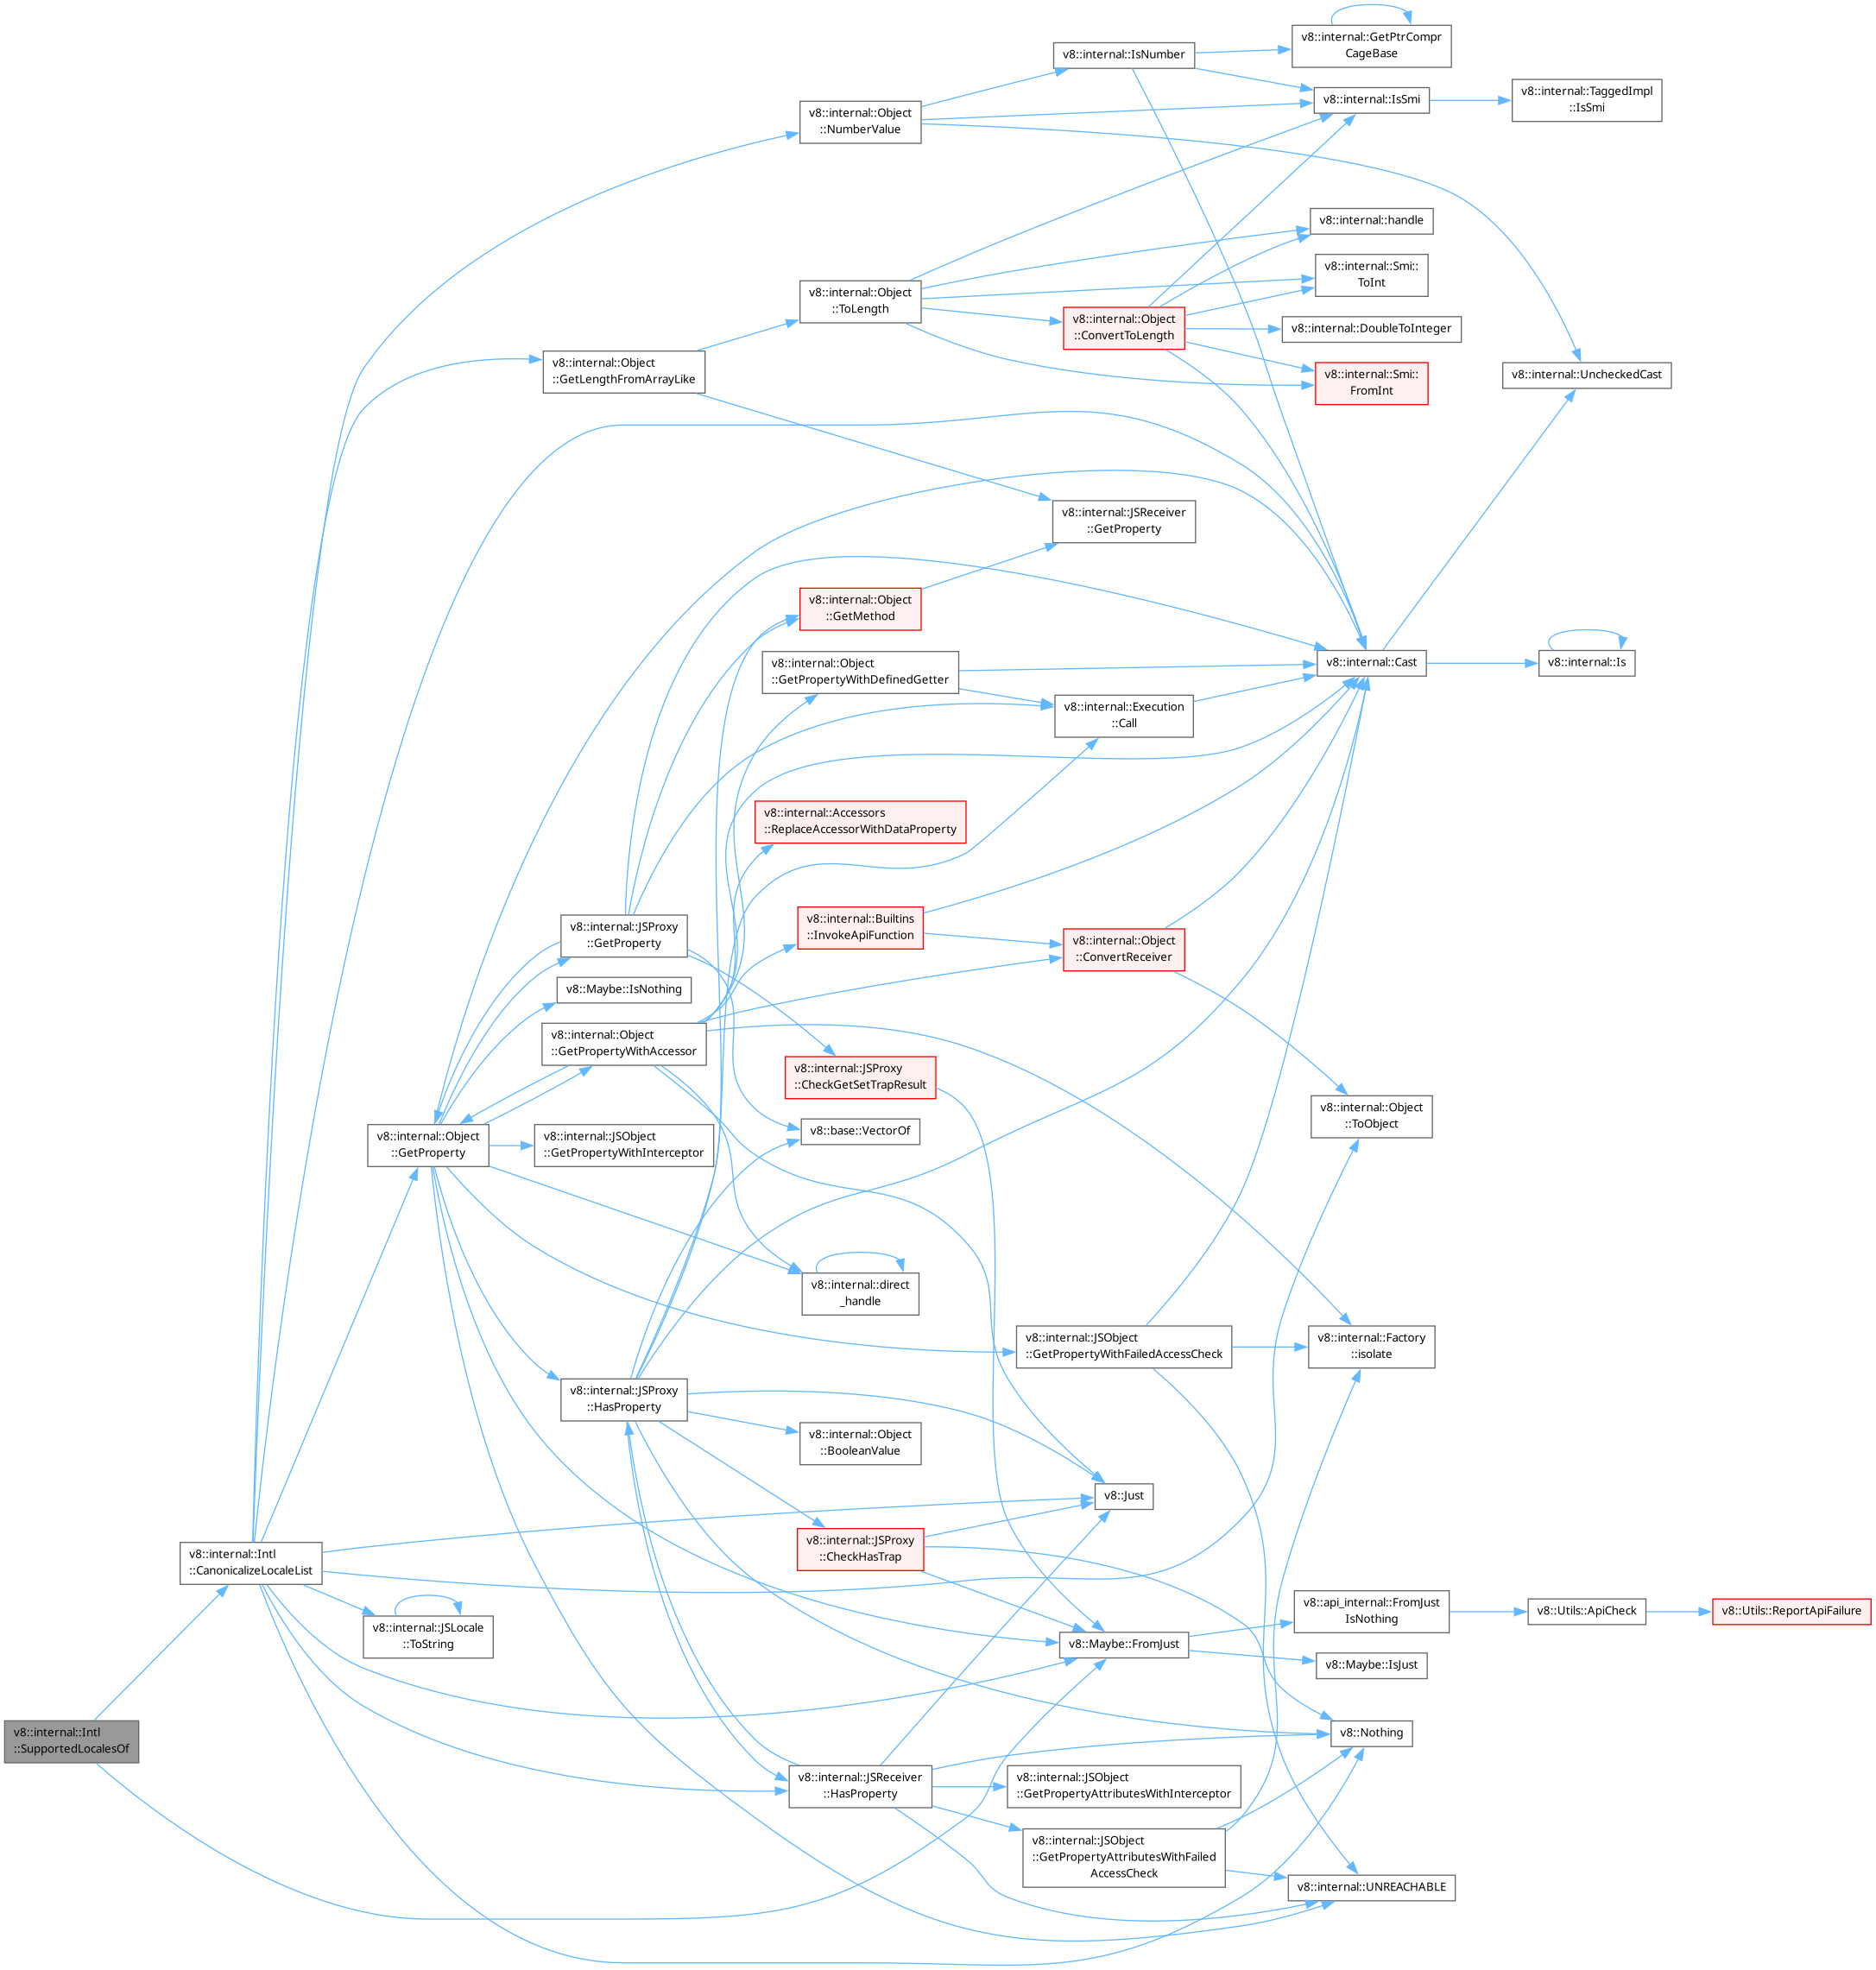 v8::internal::GetPtrCompr
CageBase
v8::internal::IsNumber
v8::internal::IsSmi
v8::internal::TaggedImpl
::IsSmi
v8::internal::Object
::NumberValue
v8::internal::handle
v8::internal::Smi::
ToInt
v8::internal::Object
::ToLength
v8::internal::Object
::ConvertToLength
v8::internal::DoubleToInteger
v8::internal::Object
::GetLengthFromArrayLike
v8::internal::Smi::
FromInt
v8::internal::UncheckedCast
v8::internal::JSReceiver
::GetProperty
v8::internal::Object
::GetMethod
v8::internal::Object
::GetPropertyWithDefinedGetter
v8::internal::Cast
v8::internal::Is
v8::internal::Execution
::Call
v8::internal::Accessors
::ReplaceAccessorWithDataProperty
v8::internal::JSProxy
::GetProperty
v8::internal::Builtins
::InvokeApiFunction
v8::internal::Object
::ConvertReceiver
v8::Maybe::IsNothing
v8::internal::Object
::GetPropertyWithAccessor
v8::internal::JSProxy
::CheckGetSetTrapResult
v8::internal::Object
::ToObject
v8::base::VectorOf
v8::internal::Object
::GetProperty
v8::internal::JSObject
::GetPropertyWithInterceptor
v8::internal::direct
_handle
v8::internal::JSObject
::GetPropertyWithFailedAccessCheck
v8::internal::Factory
::isolate
v8::internal::JSProxy
::HasProperty
v8::internal::Object
::BooleanValue
v8::Just
v8::internal::Intl
::CanonicalizeLocaleList
v8::internal::JSProxy
::CheckHasTrap
v8::internal::JSLocale
::ToString
v8::Maybe::FromJust
v8::api_internal::FromJust
IsNothing
v8::Utils::ApiCheck
v8::Utils::ReportApiFailure
v8::Maybe::IsJust
v8::internal::Intl
::SupportedLocalesOf
v8::Nothing
v8::internal::JSReceiver
::HasProperty
v8::internal::JSObject
::GetPropertyAttributesWithInterceptor
v8::internal::JSObject
::GetPropertyAttributesWithFailed
AccessCheck
v8::internal::UNREACHABLE